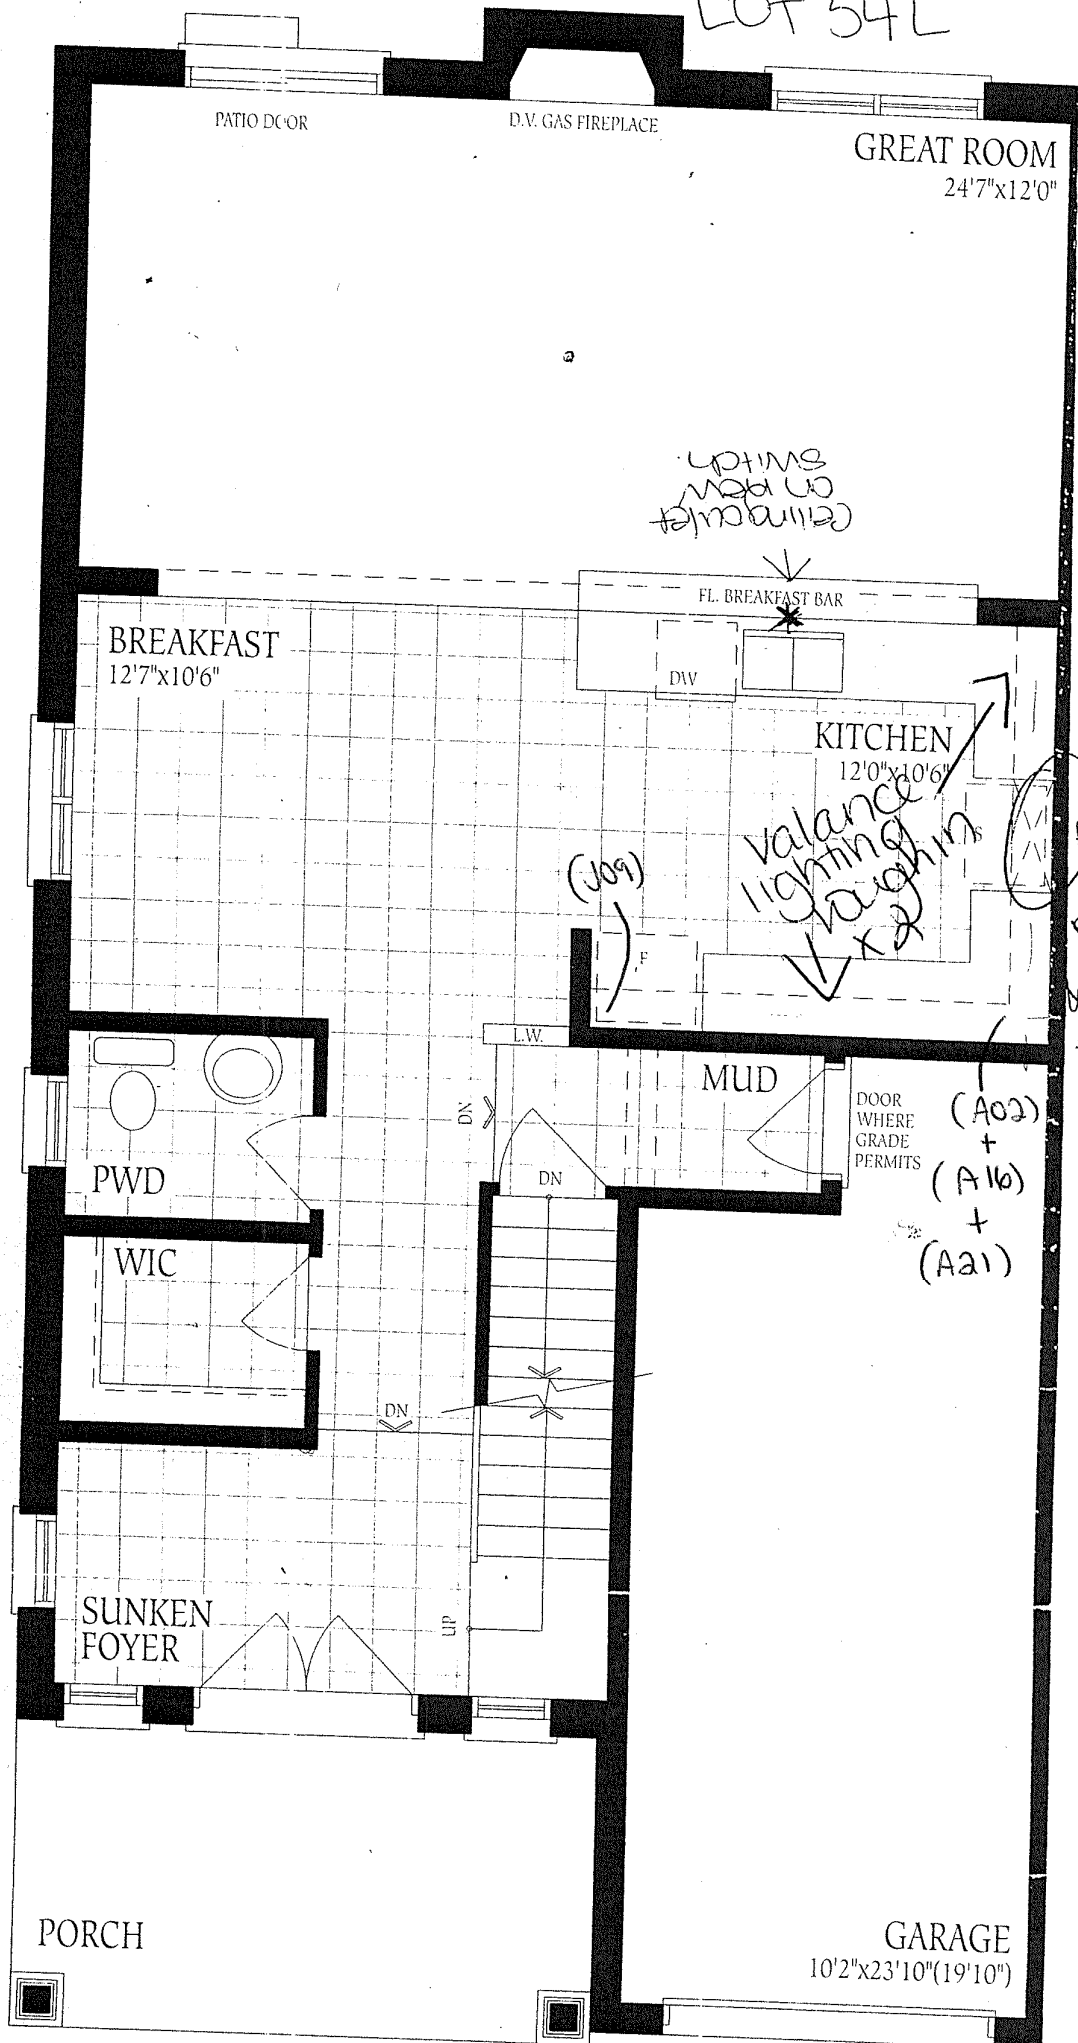 LOT 54L
PATIO DOOR
D.V. GAS FIREPLACE
GREAT ROOM
24'7"x12'0"
Ceiling outlet
on new
switch
FL. BREAKFAST BAR
BREAKFAST
12'7"x10'6"
DW
KITCHEN
12'0"x10'6"
S
valance
lighting
rough in
x2
(J09)
F
L.W.
MUD
DN
DOOR
WHERE
GRADE
PERMITS
(A02)
+
(A16)
+
(A21)
PWD
DN
WIC
DN
SUNKEN
FOYER
UP
PORCH
GARAGE
10'2"x23'10"(19'10")